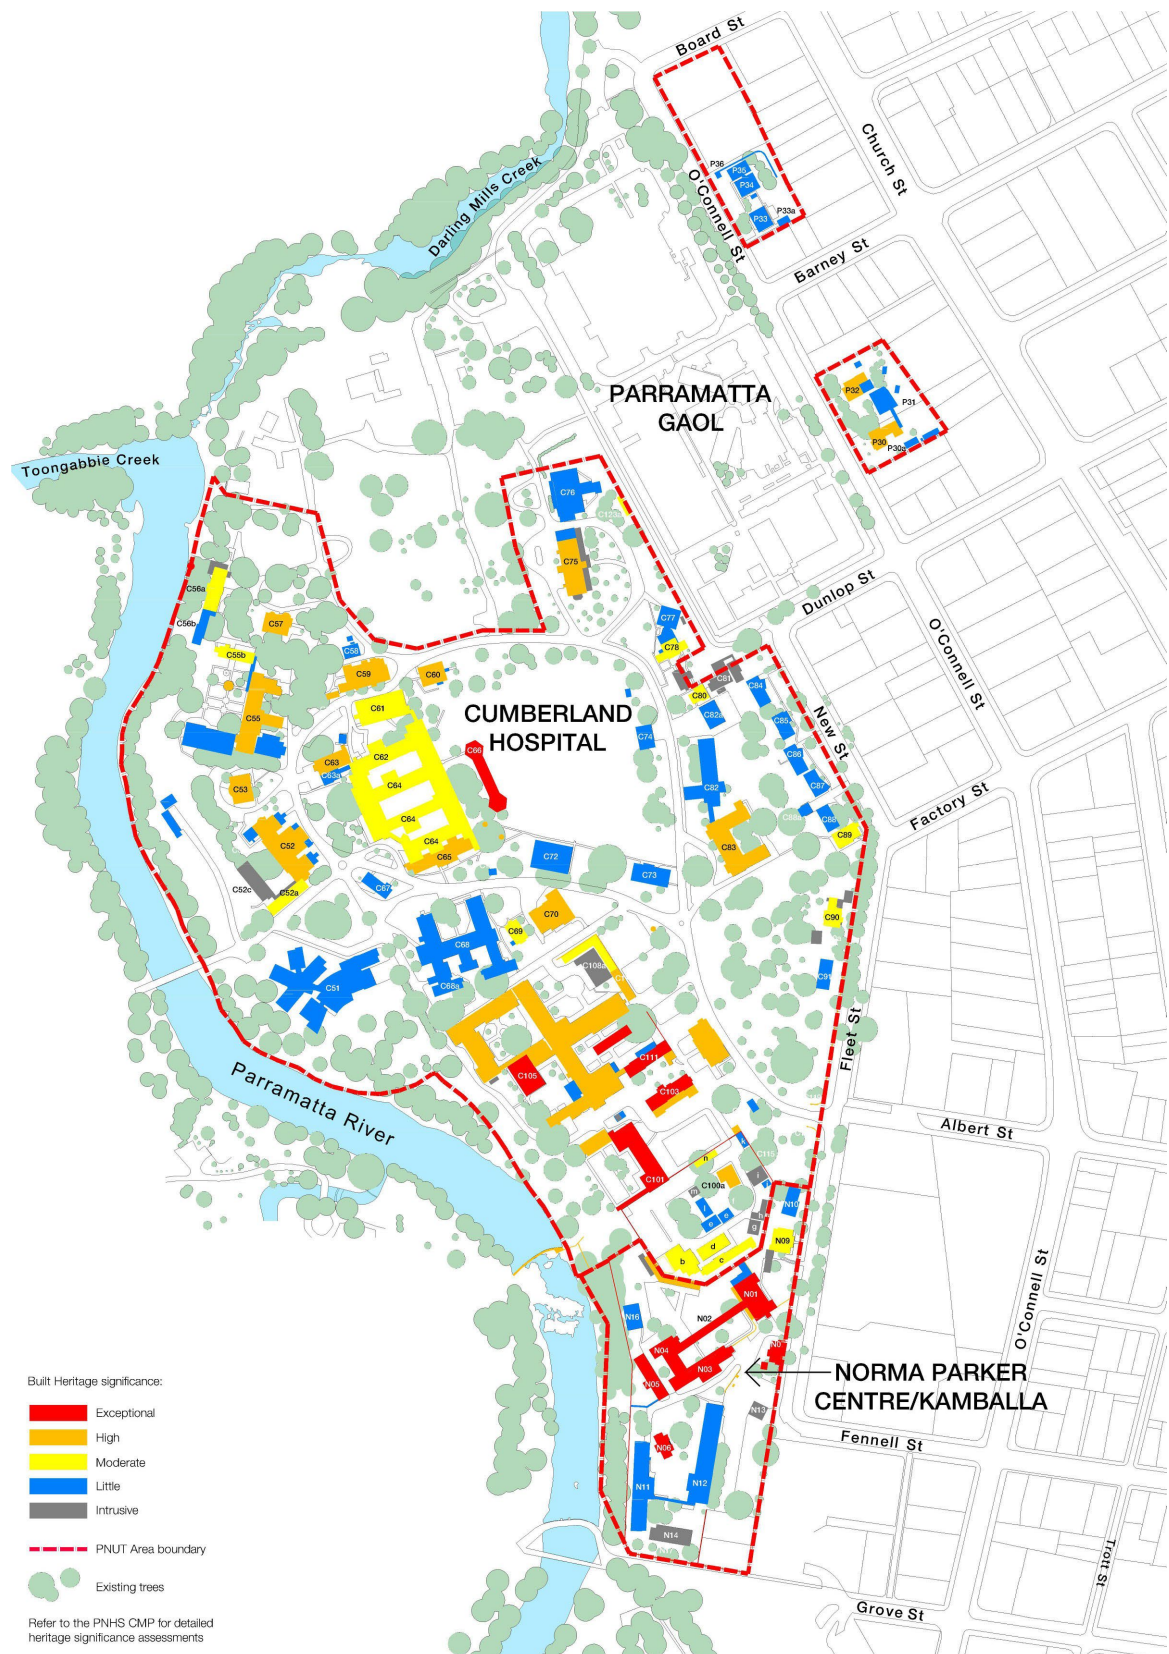 Board St
Church St
Darling Mills Creek
P36
P35
P34
P33a
P33
O'Connell St
Barney St
PARRAMATTA
GAOL
P32
P31
P30
P30a
Toongabbie Creek
C76
C123a
C75
Dunlop St
C56a
C56b
C57
C58
C55b
C59
C60
C77
C78
C81
C80
C84
O'Connell St
C61
C55
CUMBERLAND
HOSPITAL
C82a
C85
New St
C74
C66
C62
C63
C63a
C86
C87
C64
C53
C82
C88a
C88
C89
Factory St
C64
C64
C52
C83
C65
C72
C73
C52c
C52a
C67
C70
C90
C69
C68
C68a
C108a
C91
C51
Fleet St
C111
C105
C103
Parramatta River
Albert St
n
C115
C101
C100a
m
i
j
e
e
h
g
N10
N09
d
c
b
O'Connell St
N01
N02
N16
N04
N03
N05
NORMA PARKER
CENTRE/KAMBALLA
N13
Fennell St
N06
N11
N12
N14
Trott St
Grove St
Built Heritage significance:
Exceptional
High
Moderate
Little
Intrusive
PNUT Area boundary
Existing trees
Refer to the PNHS CMP for detailed
heritage significance assessments